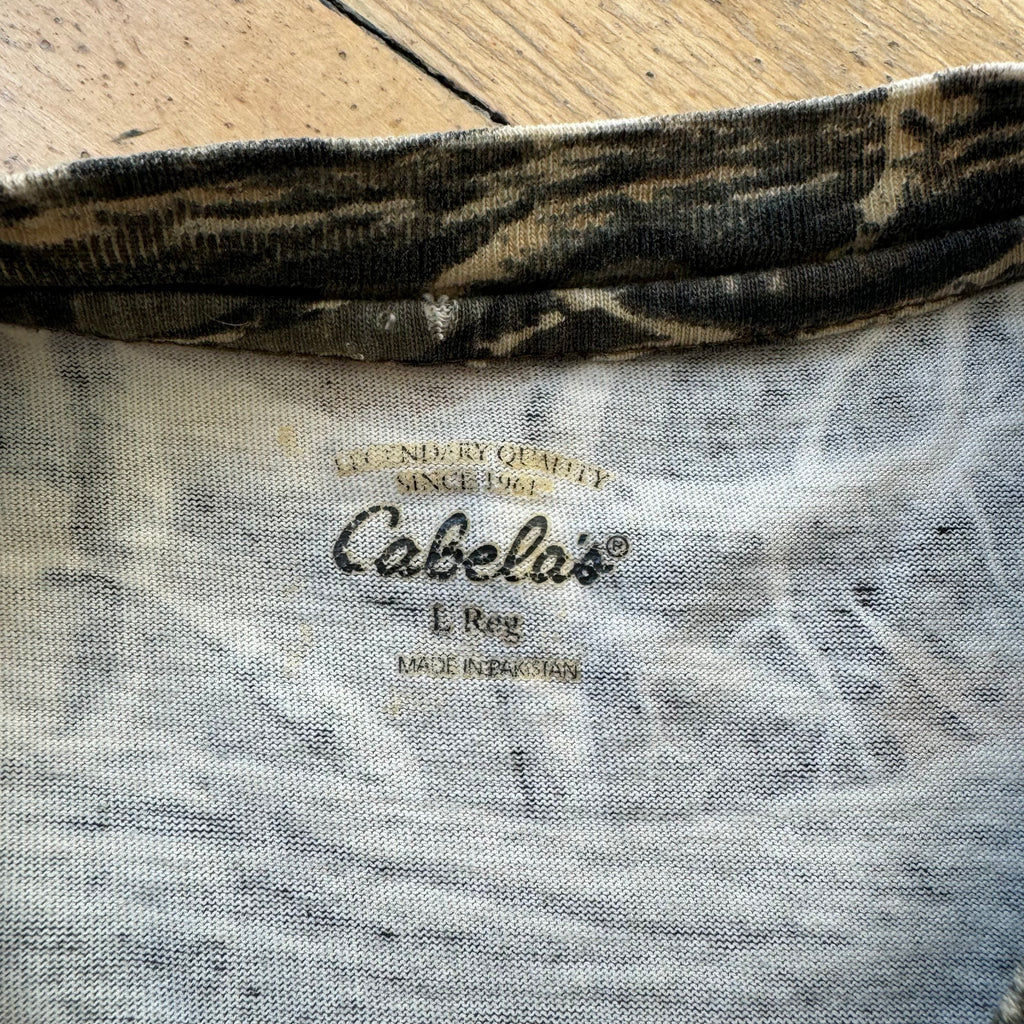 LEGENDARY QUALITY
SINCE 1961
Cabela's®
L Reg
MADE IN PAKISTAN